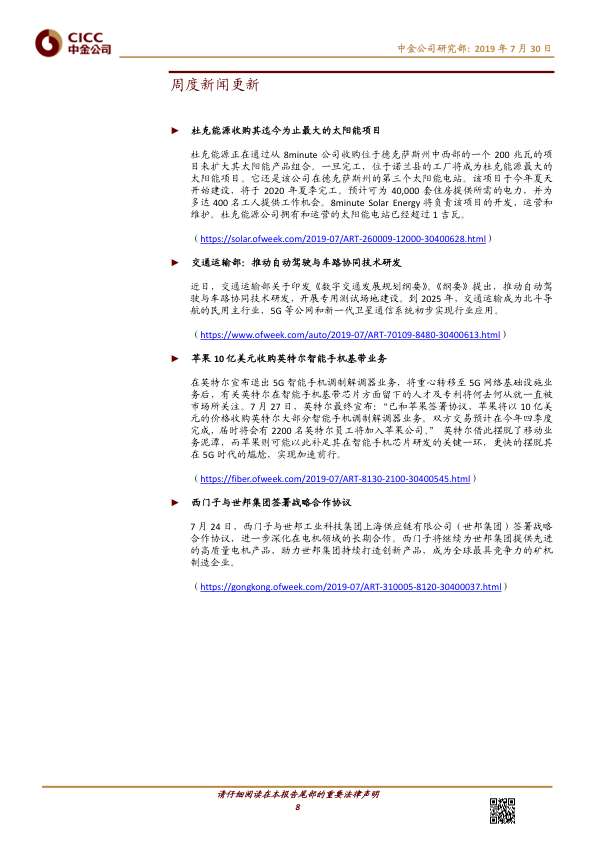 CICC
中金公司
中金公司研究部: 2019 年 7 月 30 日
周度新闻更新
► 杜克能源收购其迄今为止最大的太阳能项目
杜克能源正在通过从 8minute 公司收购位于德克萨斯州中西部的一个 200 兆瓦的项
目来扩大其太阳能产品组合。一旦完工，位于诺兰县的工厂将成为杜克能源最大的
太阳能项目。它还是该公司在德克萨斯州的第三个太阳能电站。该项目于今年夏天
开始建设，将于 2020 年夏季完工。预计可为 40,000 套住房提供所需的电力，并为
多达 400 名工人提供工作机会。8minute Solar Energy 将负责该项目的开发、运营和
维护。杜克能源公司拥有和运营的太阳能电站已经超过 1 吉瓦。
（https://solar.ofweek.com/2019-07/ART-260009-12000-30400628.html）
► 交通运输部：推动自动驾驶与车路协同技术研发
近日，交通运输部关于印发《数字交通发展规划纲要》。《纲要》提出，推动自动驾
驶与车路协同技术研发，开展专用测试场地建设。到 2025 年，交通运输成为北斗导
航的民用主行业，5G 等公网和新一代卫星通信系统初步实现行业应用。
（https://www.ofweek.com/auto/2019-07/ART-70109-8480-30400613.html）
► 苹果 10 亿美元收购英特尔智能手机基带业务
在英特尔宣布退出 5G 智能手机调制解调器业务，将重心转移至 5G 网络基础设施业
务后，有关英特尔在智能手机基带芯片方面留下的人才及专利将何去何从就一直被
市场所关注。7 月 27 日，英特尔最终宣布：“已和苹果签署协议，苹果将以 10 亿美
元的价格收购英特尔大部分智能手机调制解调器业务。双方交易预计在今年四季度
完成，届时将会有 2200 名英特尔员工将加入苹果公司。” 英特尔借此摆脱了移动业
务泥潭，而苹果则可能以此补足其在智能手机芯片研发的关键一环，更快的摆脱其
在 5G 时代的尴尬，实现加速前行。
（https://fiber.ofweek.com/2019-07/ART-8130-2100-30400545.html）
► 西门子与世邦集团签署战略合作协议
7 月 24 日，西门子与世邦工业科技集团上海供应链有限公司（世邦集团）签署战略
合作协议，进一步深化在电机领域的长期合作。西门子将继续为世邦集团提供先进
的高质量电机产品，助力世邦集团持续打造创新产品，成为全球最具竞争力的矿机
制造企业。
（https://gongkong.ofweek.com/2019-07/ART-310005-8120-30400037.html）
请仔细阅读在本报告尾部的重要法律声明
8